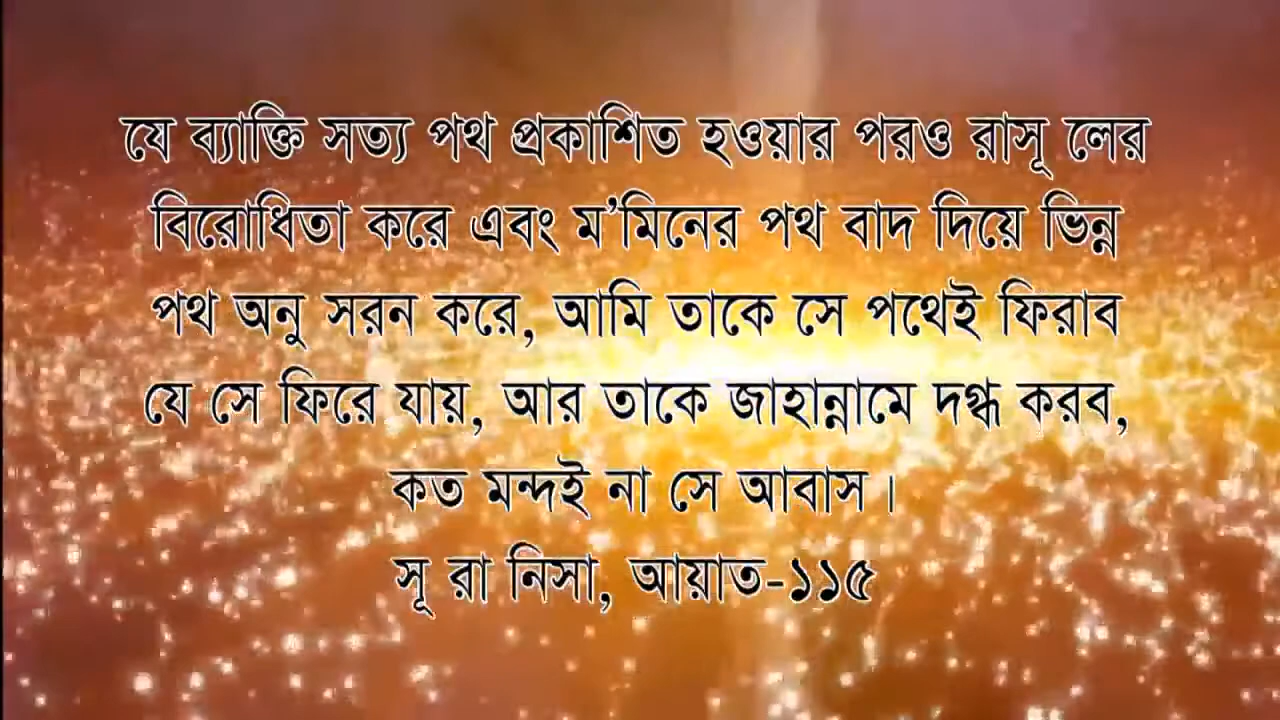 যে ব্যাক্তি সত্য পথ প্রকাশিত হওয়ার পরও রাসূ লের
বিরোধিতা করে এবং ম’মিনের পথ বাদ দিয়ে ভিন্ন
পথ অনু সরন করে, আমি তাকে সে পথেই ফিরাব
যে সে ফিরে যায়, আর তাকে জাহান্নামে দগ্ধ করব,
কত মন্দই না সে আবাস।
সূ রা নিসা, আয়াত-১১৫